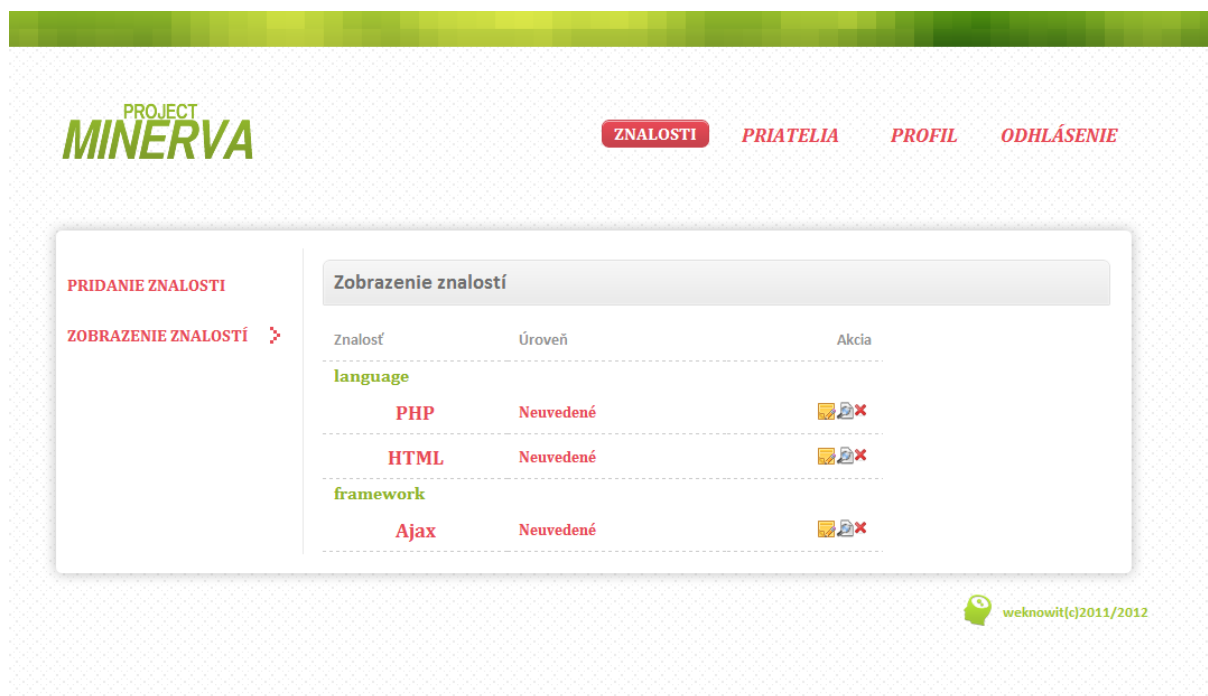 PROJECT
MINERVA
ZNALOSTI PRIATELIA PROFIL ODHLÁSENIE
PRIDANIE ZNALOSTI
ZOBRAZENIE ZNALOSTÍ
Zobrazenie znalostí
Znalosť Úroveň Akcia
language
PHP Neuvedené
HTML Neuvedené
framework
Ajax Neuvedené
weknowit(c)2011/2012